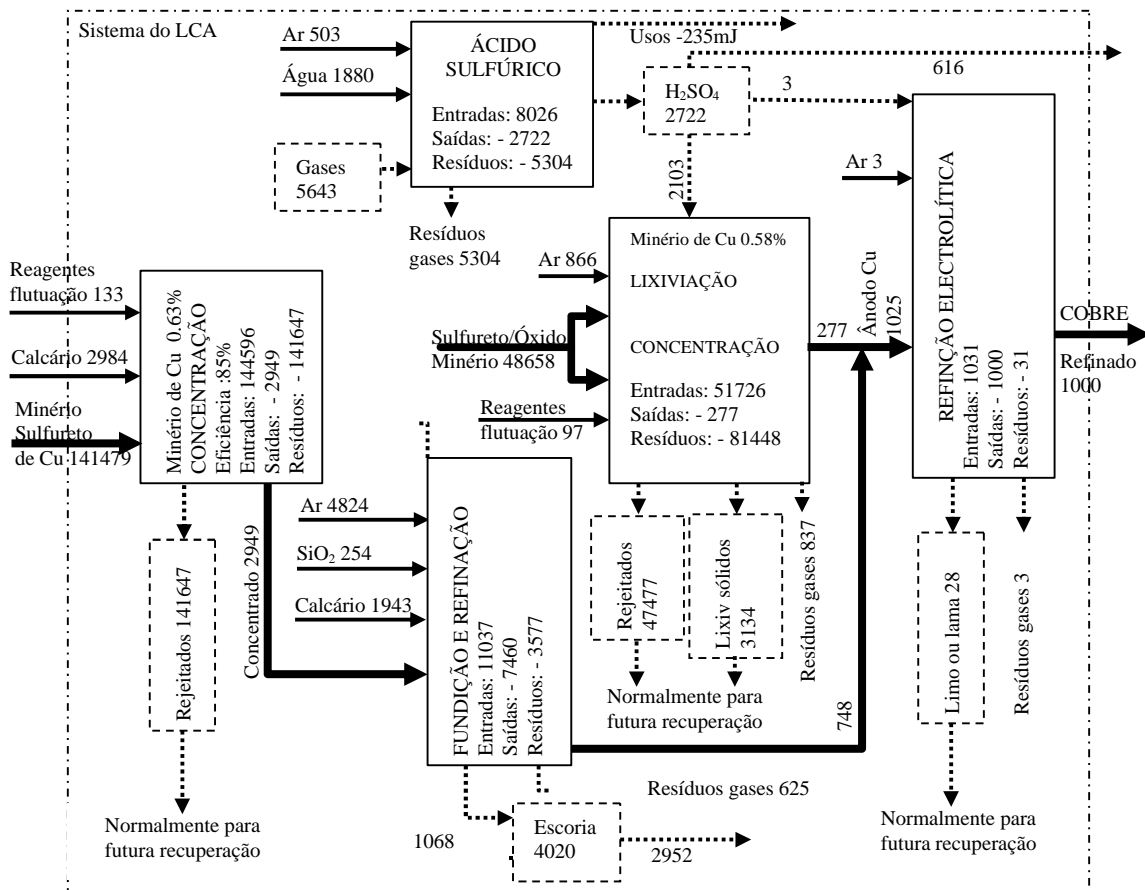 Sistema do LCA
Ar 503
Água 1880
Gases
5643
ÁCIDO
SULFÚRICO
Entradas: 8026
Saídas: - 2722
Resíduos: - 5304
Usos -235mJ
H₂SO₄
2722
616
3
2103
Resíduos
gases 5304
Ar 3
REFINÇÃO ELECTROLÍTICA
Entradas: 1031
Saídas: - 1000
Resíduos: - 31
COBRE
Refinado
1000
Minério de Cu 0.58%
LIXIVIAÇÃO
CONCENTRAÇÃO
Entradas: 51726
Saídas: - 277
Resíduos: - 81448
Ar 866
Sulfureto/Óxido
Minério 48658
Reagentes
flutuação 97
277
Ânodo Cu
1025
Reagentes
flutuação 133
Calcário 2984
Minério
Sulfureto
de Cu 141479
Minério de Cu 0.63%
CONCENTRAÇÃO
Eficiência :85%
Entradas: 144596
Saídas: - 2949
Resíduos: - 141647
Rejeitados 141647
Normalmente para
futura recuperação
Concentrado 2949
Ar 4824
SiO₂ 254
Calcário 1943
FUNDIÇÃO E REFINAÇÃO
Entradas: 11037
Saídas: - 7460
Resíduos: - 3577
Rejeitados
47477
Lixiv sólidos
3134
Resíduos gases 837
Normalmente para
futura recuperação
748
Limo ou lama 28
Resíduos gases 3
Normalmente para
futura recuperação
Resíduos gases 625
1068
Escoria
4020
2952